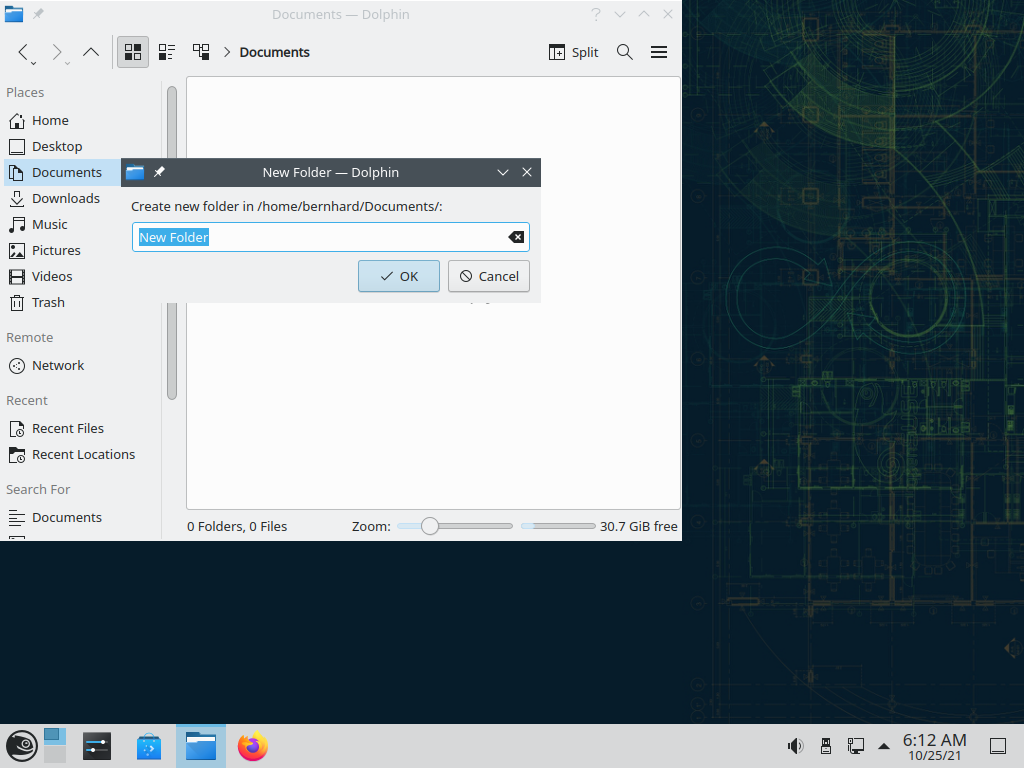 Documents — Dolphin
Documents
Split
Places
Home
Desktop
Documents
Downloads
Music
Pictures
Videos
Trash
Remote
Network
Recent
Recent Files
Recent Locations
Search For
Documents
New Folder — Dolphin
Create new folder in /home/bernhard/Documents/:
New Folder
OK
Cancel
0 Folders, 0 Files
Zoom:
30.7 GiB free
6:12 AM
10/25/21